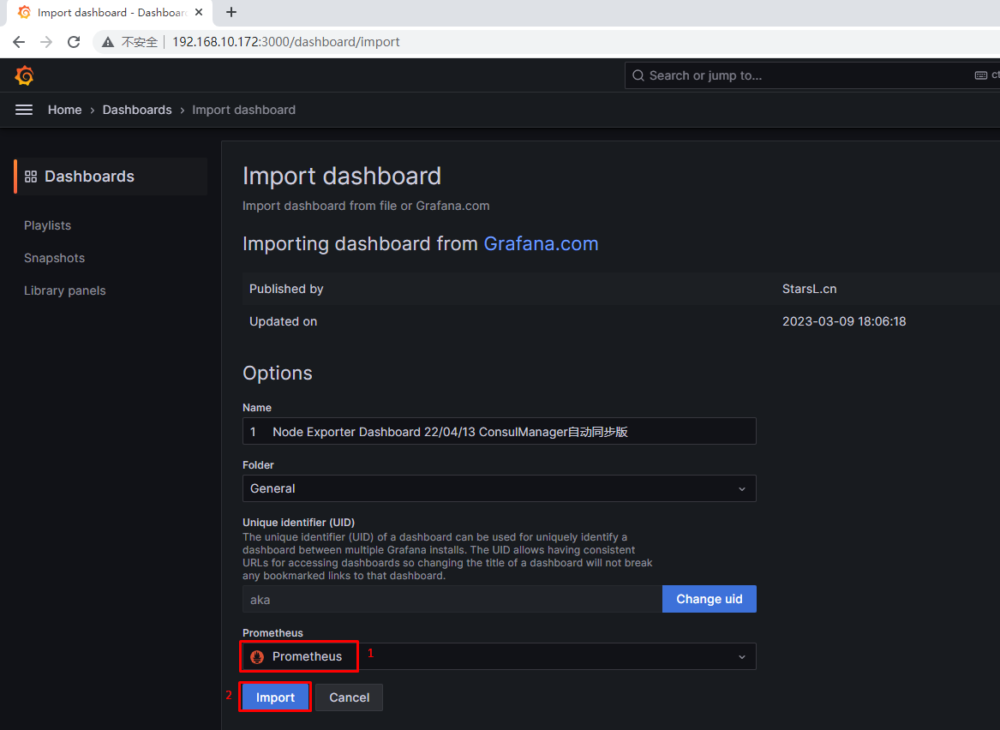 Import dashboard - Dashboard
不安全
192.168.10.172:3000/dashboard/import
Search or jump to...
ct
Home › Dashboards › Import dashboard
Dashboards
Playlists
Snapshots
Library panels
Import dashboard
Import dashboard from file or Grafana.com
Importing dashboard from Grafana.com
Published by StarsL.cn
Updated on 2023-03-09 18:06:18
Options
Name
1 Node Exporter Dashboard 22/04/13 ConsulManager自动同步版
Folder
General
Unique identifier (UID)
The unique identifier (UID) of a dashboard can be used for uniquely identify a
dashboard between multiple Grafana installs. The UID allows having consistent
URLs for accessing dashboards so changing the title of a dashboard will not break
any bookmarked links to that dashboard.
aka
Change uid
Prometheus
Prometheus 1
2 Import Cancel